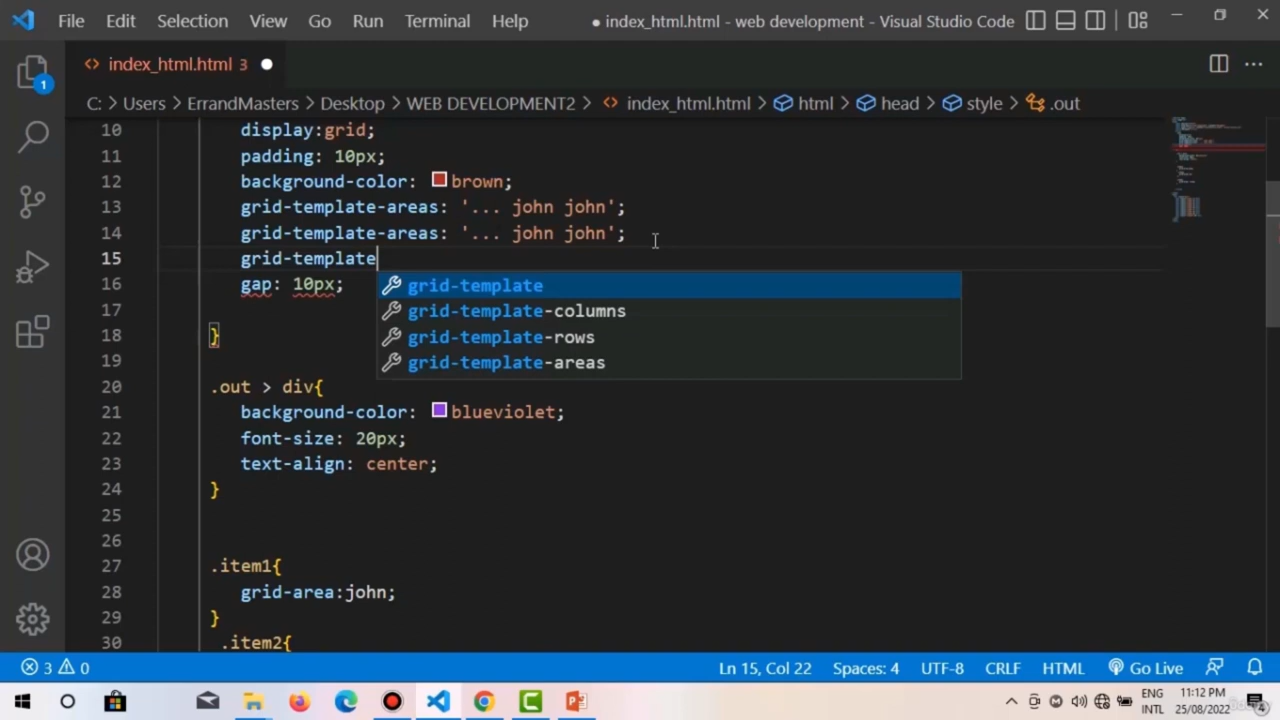 File Edit Selection View Go Run Terminal Help ● index_html.html - web development - Visual Studio Code
<> index_html.html 3 ●
C: > Users > ErrandMasters > Desktop > WEB DEVELOPMENT2 > <> index_html.html > html > head > style > .out
10 display:grid;
11 padding: 10px;
12 background-color: brown;
13 grid-template-areas: '... john john';
14 grid-template-areas: '... john john';
15 grid-template
grid-template
16 gap: 10px;
grid-template-columns
17
grid-template-rows
18 }
grid-template-areas
19
20 .out > div{
21 background-color: blueviolet;
22 font-size: 20px;
23 text-align: center;
24 }
25
26
27 .item1{
28 grid-area:john;
29 }
30 .item2{
1
3 0 Ln 15, Col 22 Spaces: 4 UTF-8 CRLF HTML Go Live
ENG 11:12 PM
INTL 25/08/2022 4